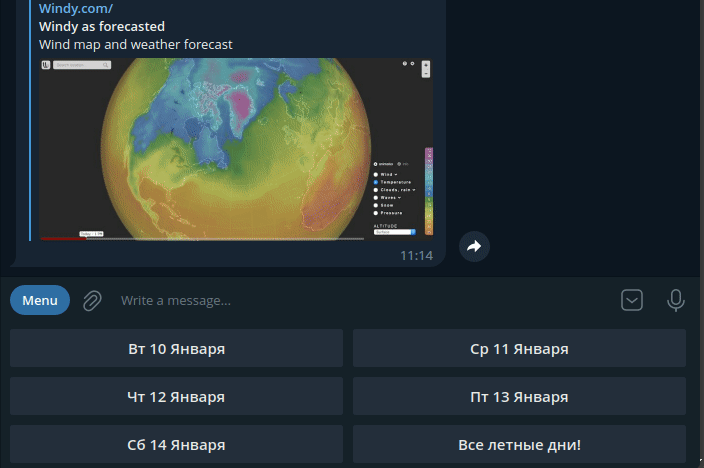 Windy.com/
Windy as forecasted
Wind map and weather forecast
Wind
Temperature
Clouds, rain
Waves
Snow
Pressure
ALTITUDE
11:14
Menu
Write a message...
Вт 10 Января
Ср 11 Января
Чт 12 Января
Пт 13 Января
Сб 14 Января
Все летные дни!